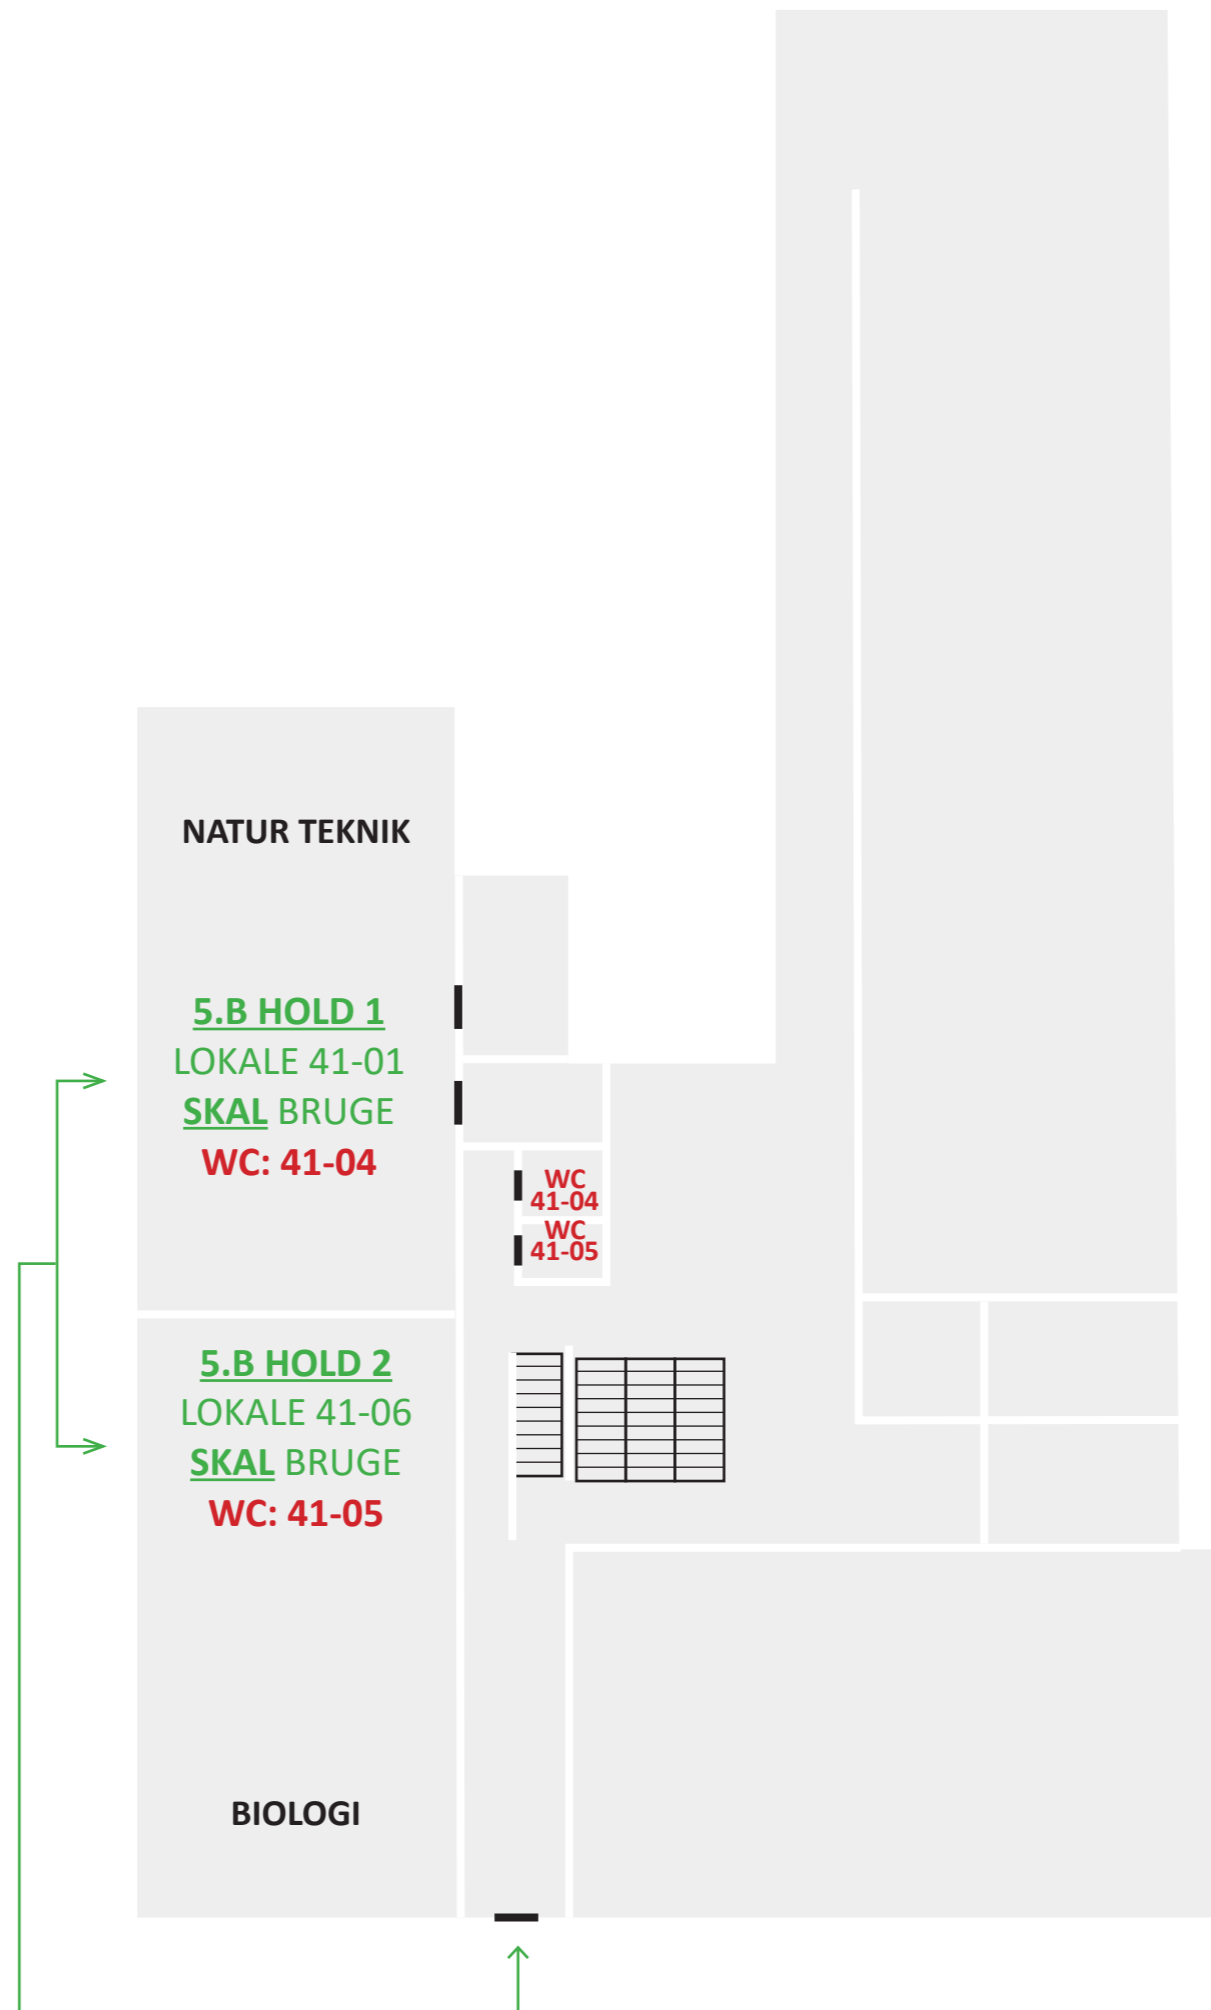 NATUR TEKNIK
5.B HOLD 1
LOKALE 41-01
SKAL BRUGE
WC: 41-04
WC
41-04
WC
41-05
5.B HOLD 2
LOKALE 41-06
SKAL BRUGE
WC: 41-05
BIOLOGI